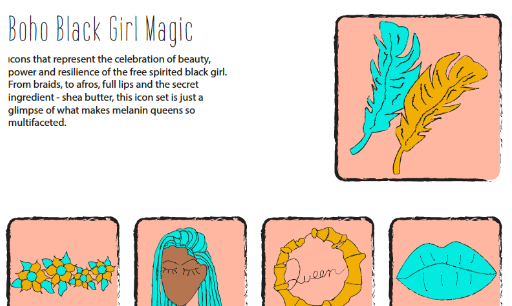 Boho Black Girl Magic
Icons that represent the celebration of beauty,
power and resilience of the free spirited black girl.
From braids, to afros, full lips and the secret
ingredient - shea butter, this icon set is just a
glimpse of what makes melanin queens so
multifaceted.
Queen